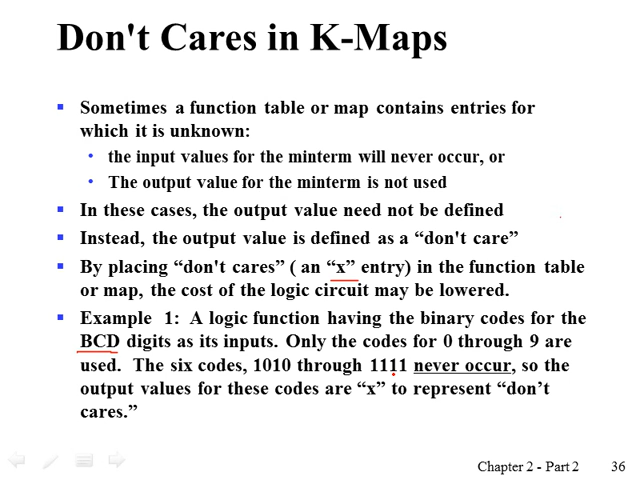 Don't Cares in K-Maps
Sometimes a function table or map contains entries for
which it is unknown:
the input values for the minterm will never occur, or
The output value for the minterm is not used
In these cases, the output value need not be defined
Instead, the output value is defined as a “don't care”
By placing “don't cares” ( an “x” entry) in the function table
or map, the cost of the logic circuit may be lowered.
Example 1: A logic function having the binary codes for the
BCD digits as its inputs. Only the codes for 0 through 9 are
used. The six codes, 1010 through 1111 never occur, so the
output values for these codes are “x” to represent “don’t
cares.”
Chapter 2 - Part 2 36